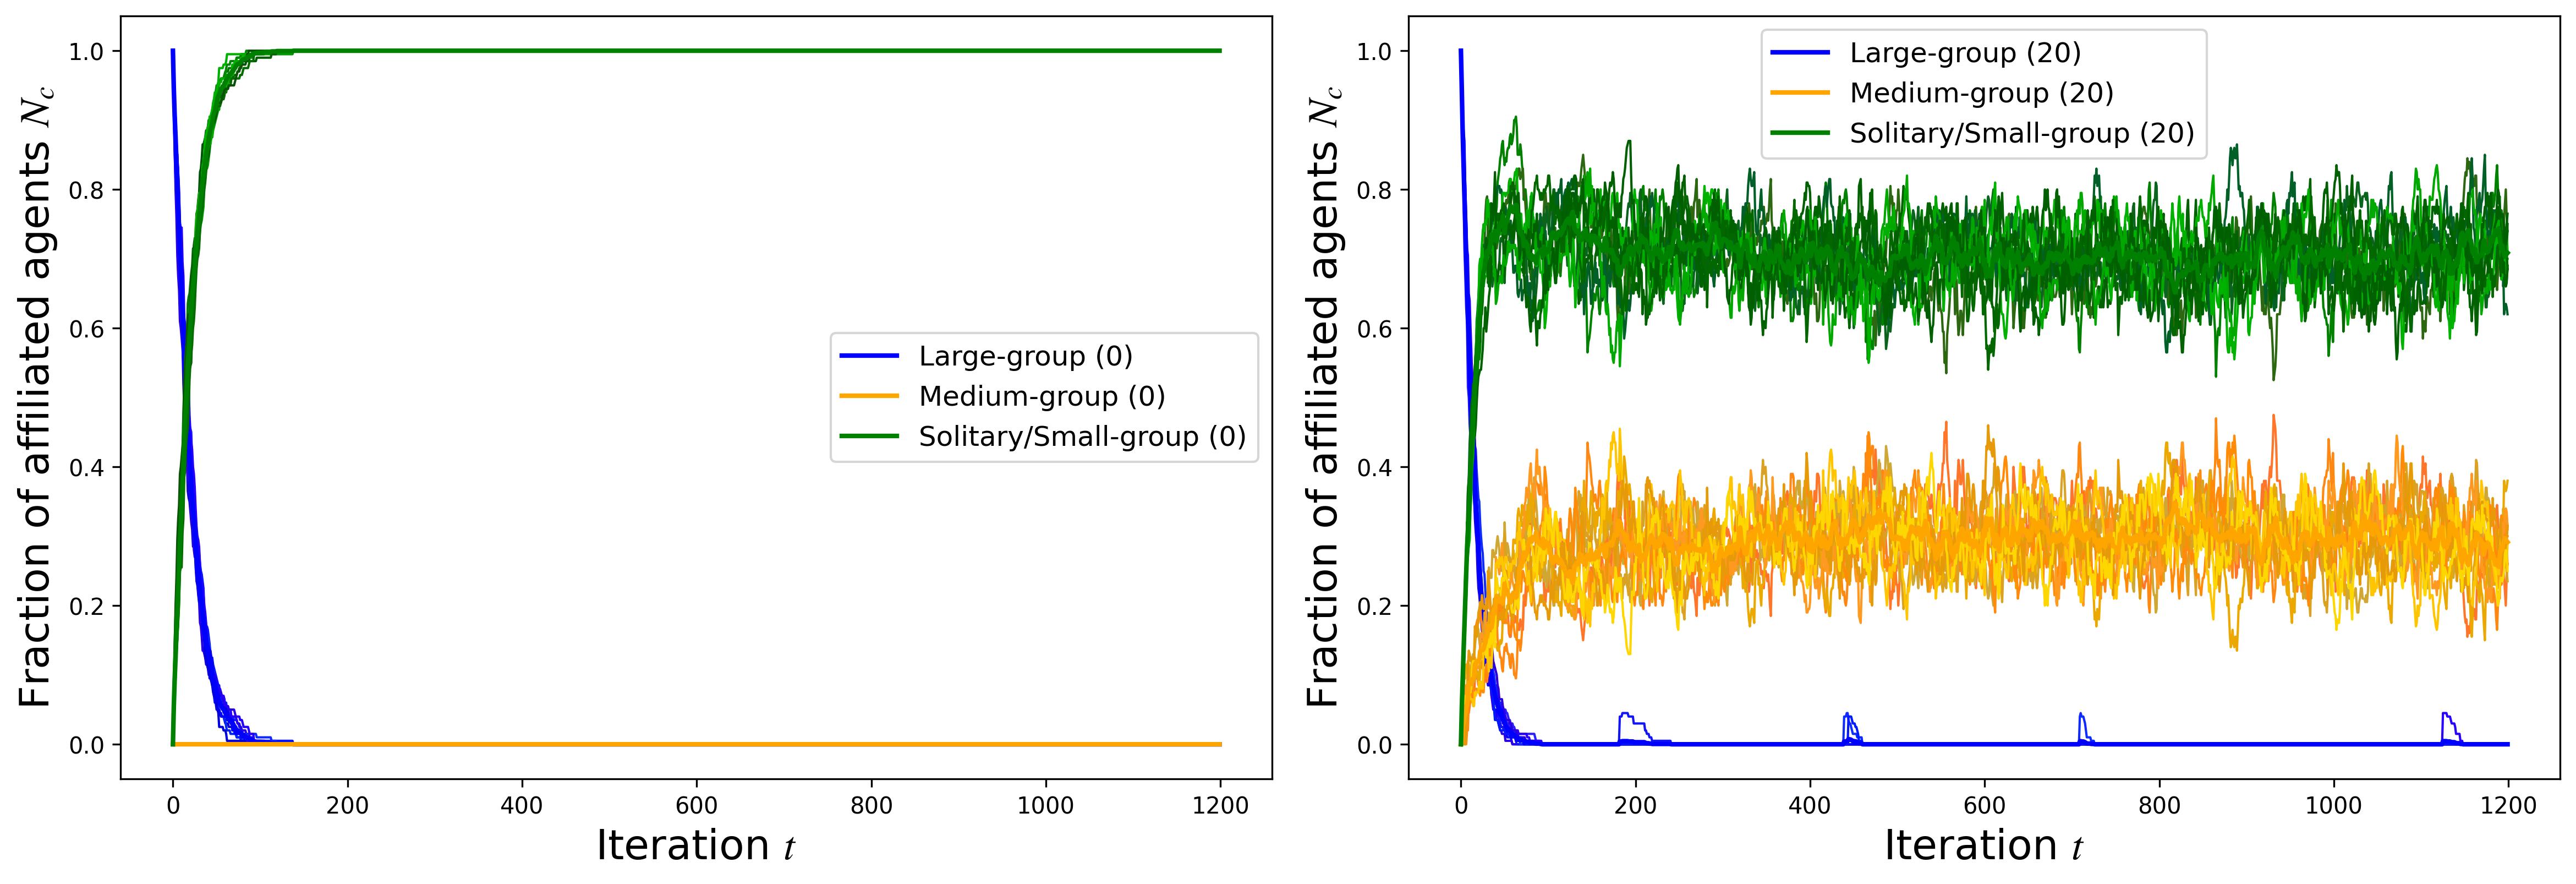 Fraction of affiliated agents N_c
1.0
0.8
0.6
0.4
0.2
0.0
Large-group (0)
Medium-group (0)
Solitary/Small-group (0)
0 200 400 600 800 1000 1200
Iteration t
Fraction of affiliated agents N_c
1.0
0.8
0.6
0.4
0.2
0.0
Large-group (20)
Medium-group (20)
Solitary/Small-group (20)
0 200 400 600 800 1000 1200
Iteration t